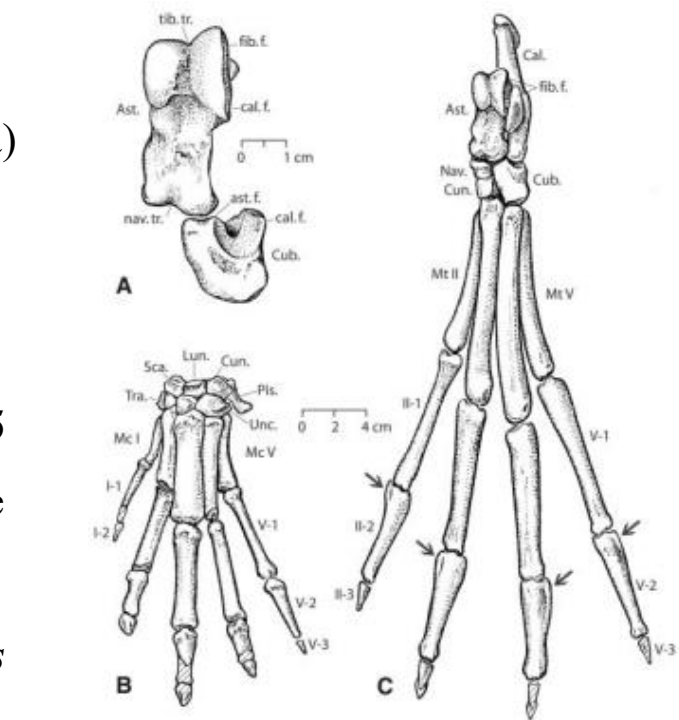 tib. tr.
fib. f.
Ast.
cal. f.
0 1 cm
nav. tr.
ast. f.
cal. f.
Cub.
A
Cal.
fib. f.
Ast.
Nav.
Cun.
Cub.
Mt II
Mt V
II-1
V-1
II-2
V-2
II-3
V-3
C
Lun.
Sca.
Cun.
Tra.
Pis.
Unc.
Mc I
Mc V
0 2 4 cm
I-1
V-1
I-2
V-2
V-3
B
)
5
e
s